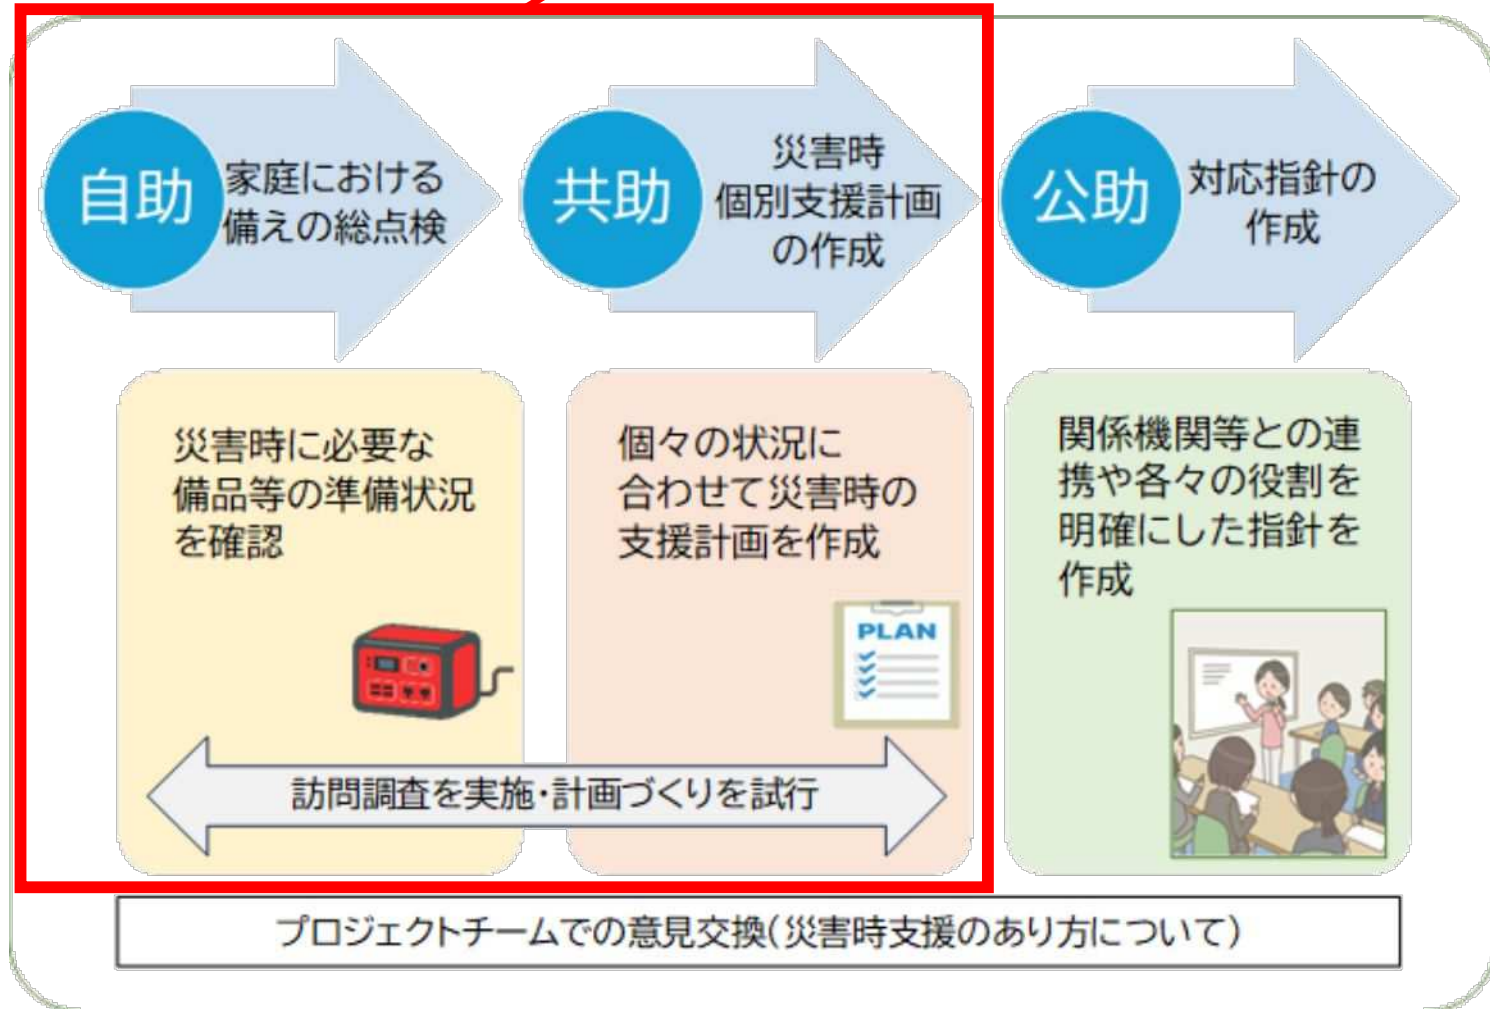 自助
家庭における
備えの総点検
共助
災害時
個別支援計画
の作成
公助
対応指針の
作成
災害時に必要な
備品等の準備状況
を確認
個々の状況に
合わせて災害時の
支援計画を作成
PLAN
関係機関等との連
携や各々の役割を
明確にした指針を
作成
訪問調査を実施・計画づくりを試行
プロジェクトチームでの意見交換(災害時支援のあり方について)